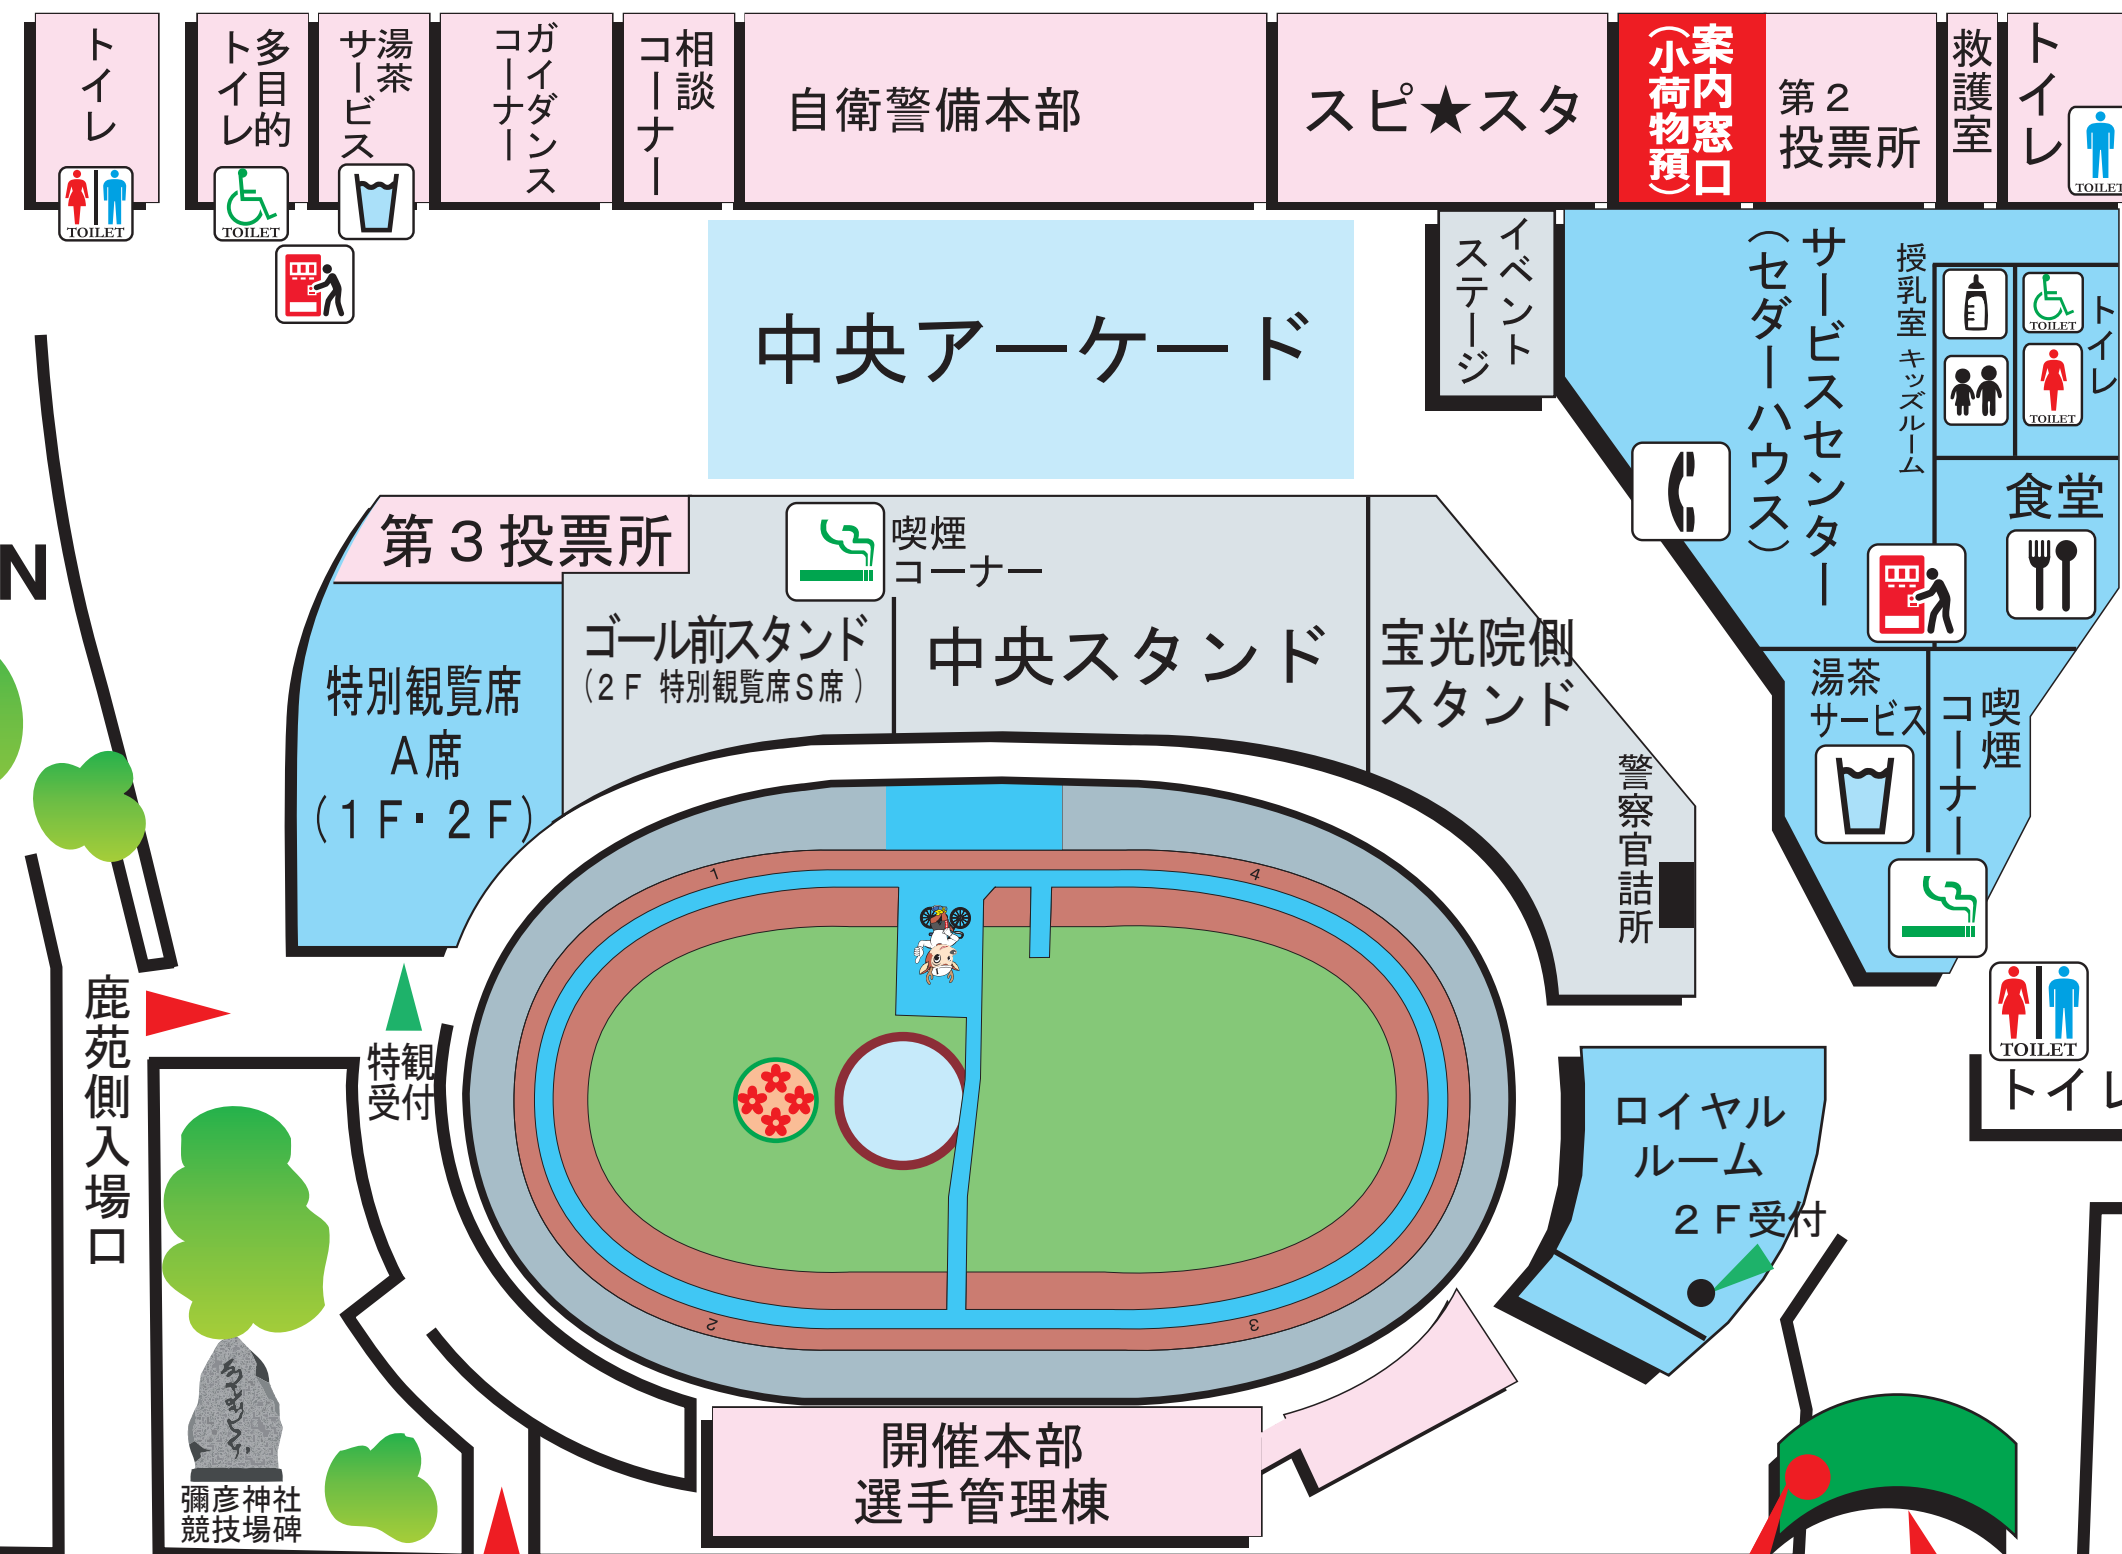 トイレ
TOILET
多目的
トイレ
TOILET
湯茶
サービス
ガイダンス
コーナー
相談
コーナー
自衛警備本部
スピ★スタ
案内窓口
（小荷物預）
第２
投票所
救護室
トイレ
TOILET
中央アーケード
イベント
ステージ
サービスセンター
（セダーハウス）
授乳室
キッズルーム
トイレ
TOILET
TOILET
食堂
湯茶
サービス
喫煙
コーナー
TOILET
トイレ
N
第３投票所
喫煙
コーナー
ゴール前スタンド
（２Ｆ 特別観覧席Ｓ席）
中央スタンド
宝光院側
スタンド
特別観覧席
Ａ席
（１Ｆ・２Ｆ）
警察官詰所
1
4
2
3
鹿苑側入場口
特観
受付
ロイヤル
ルーム
２Ｆ受付
彌彦神社
競技場碑
開催本部
選手管理棟